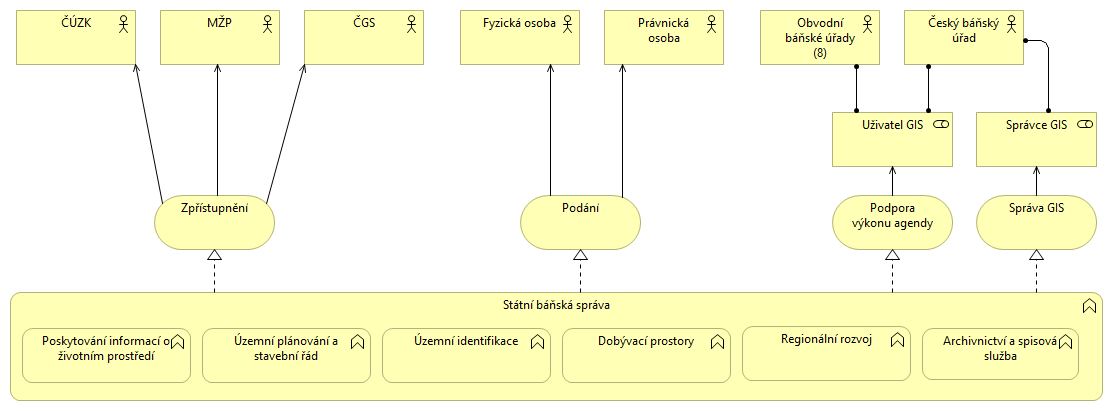 ČÚZK
MŽP
ČGS
Fyzická osoba
Právnická
osoba
Obvodní
báňské úřady
(8)
Český báňský
úřad
Uživatel GIS
Správce GIS
Zpřístupnění
Podání
Podpora
výkonu agendy
Správa GIS
Státní báňská správa
Poskytování informací o
životním prostředí
Územní plánování a
stavební řád
Územní identifikace
Dobývací prostory
Regionální rozvoj
Archivnictví a spisová
služba